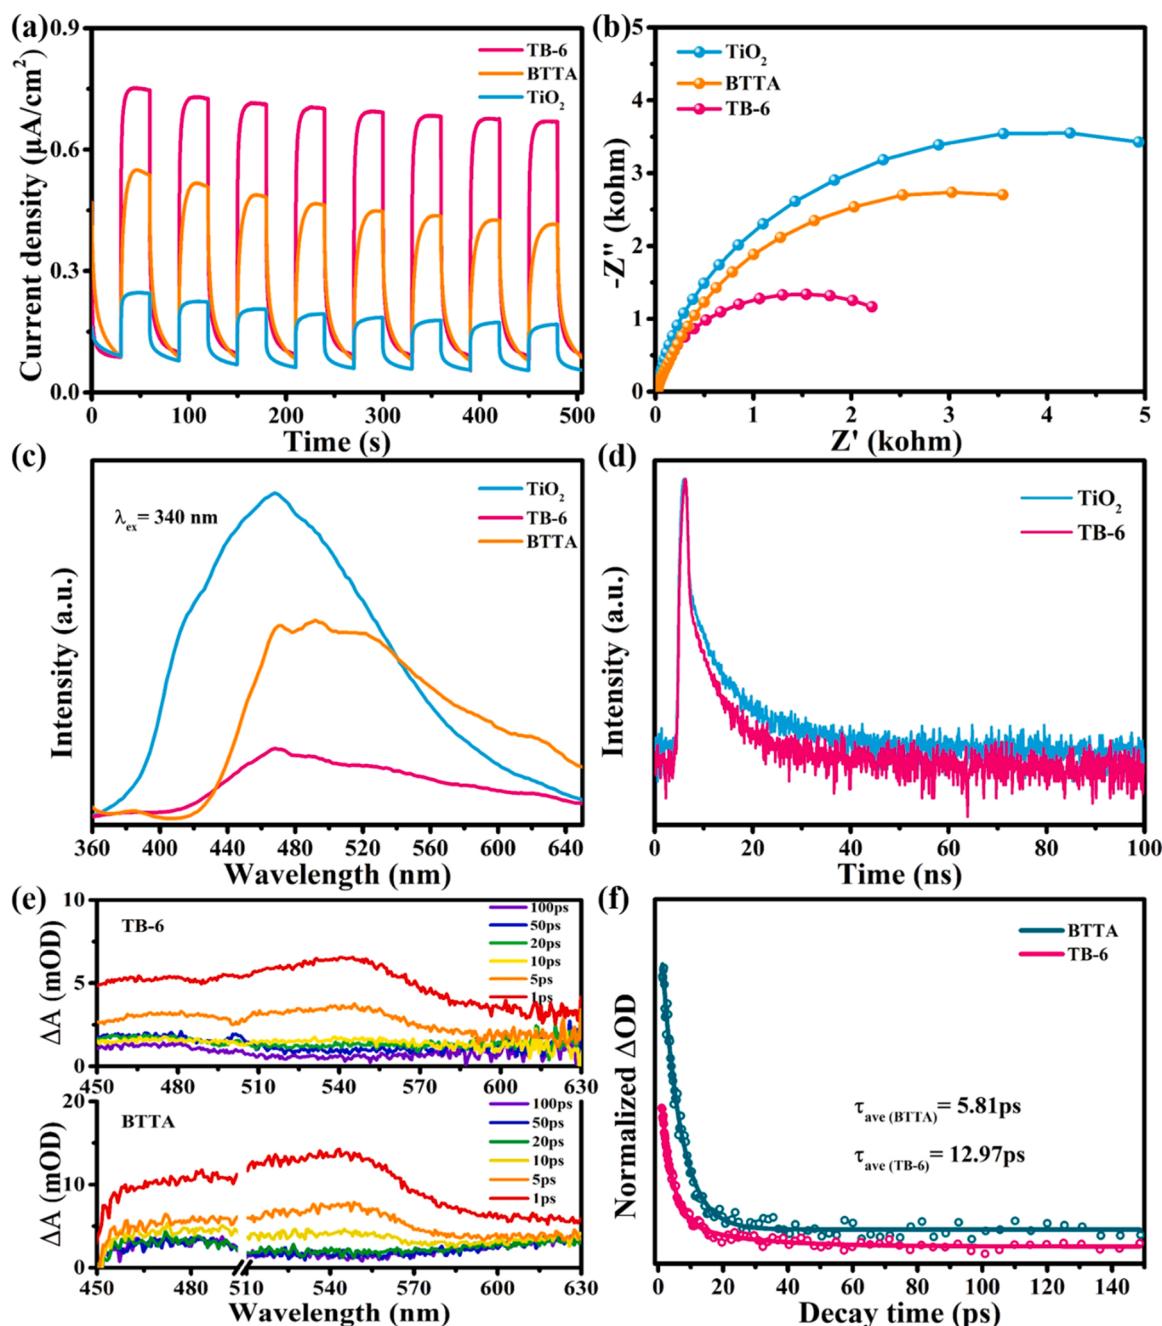 (a)
0.9
0.6
0.3
0.0
Current density (μA/cm²)
TB-6
BTTA
TiO₂
0 100 200 300 400 500
Time (s)
(b)
5
4
3
2
1
0
-Z'' (kohm)
TiO₂
BTTA
TB-6
0 1 2 3 4 5
Z' (kohm)
(c)
Intensity (a.u.)
λex= 340 nm
TiO₂
TB-6
BTTA
360 400 440 480 520 560 600 640
Wavelength (nm)
(d)
Intensity (a.u.)
TiO₂
TB-6
0 20 40 60 80 100
Time (ns)
(e)
10
5
0
ΔA (mOD)
TB-6
100ps
50ps
20ps
10ps
5ps
1ps
450 480 510 540 570 600 630
20
10
0
ΔA (mOD)
BTTA
100ps
50ps
20ps
10ps
5ps
1ps
450 480 510 540 570 600 630
Wavelength (nm)
(f)
Normalized ΔOD
BTTA
TB-6
τave (BTTA)= 5.81ps
τave (TB-6)= 12.97ps
0 20 40 60 80 100 120 140
Decay time (ps)